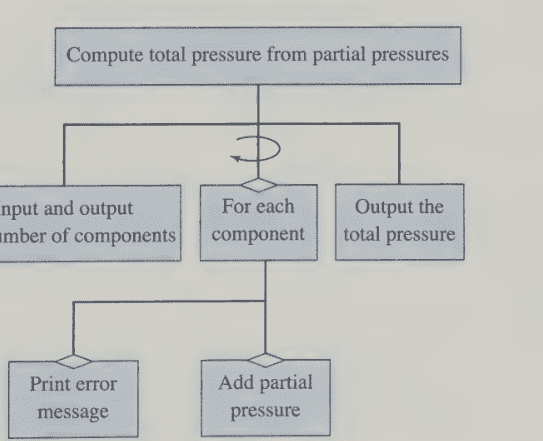 Compute total pressure from partial pressures
nput and output
umber of components
For each
component
Output the
total pressure
Print error
message
Add partial
pressure